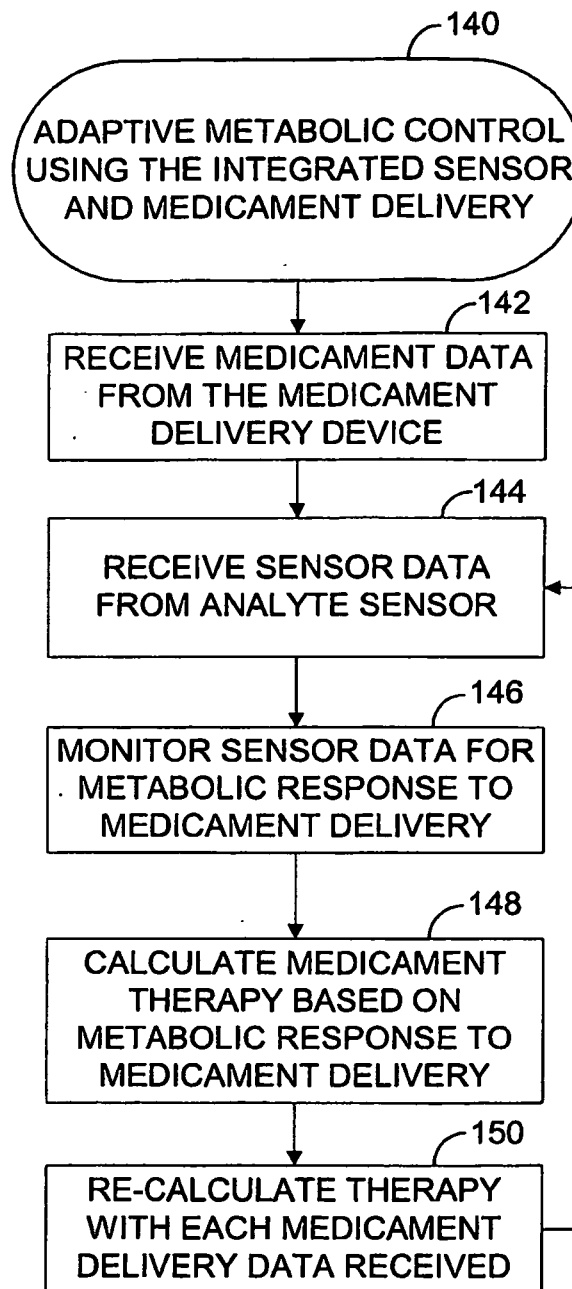 140
ADAPTIVE METABOLIC CONTROL
USING THE INTEGRATED SENSOR
AND MEDICAMENT DELIVERY
142
RECEIVE MEDICAMENT DATA
FROM THE MEDICAMENT
DELIVERY DEVICE
144
RECEIVE SENSOR DATA
FROM ANALYTE SENSOR
146
MONITOR SENSOR DATA FOR
METABOLIC RESPONSE TO
MEDICAMENT DELIVERY
148
CALCULATE MEDICAMENT
THERAPY BASED ON
METABOLIC RESPONSE TO
MEDICAMENT DELIVERY
150
RE-CALCULATE THERAPY
WITH EACH MEDICAMENT
DELIVERY DATA RECEIVED